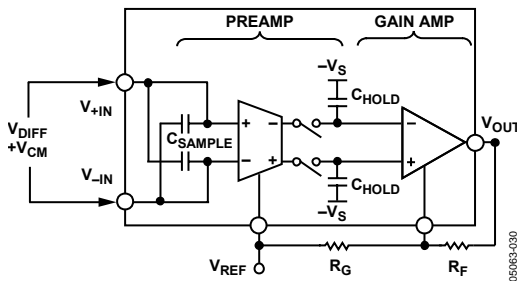 PREAMP
GAIN AMP
–VS
CHOLD
V+IN
VOUT
+
–
–
VDIFF
+VCM
CSAMPLE
–
+
+
V–IN
CHOLD
–VS
VREF
RG
RF
05063-030